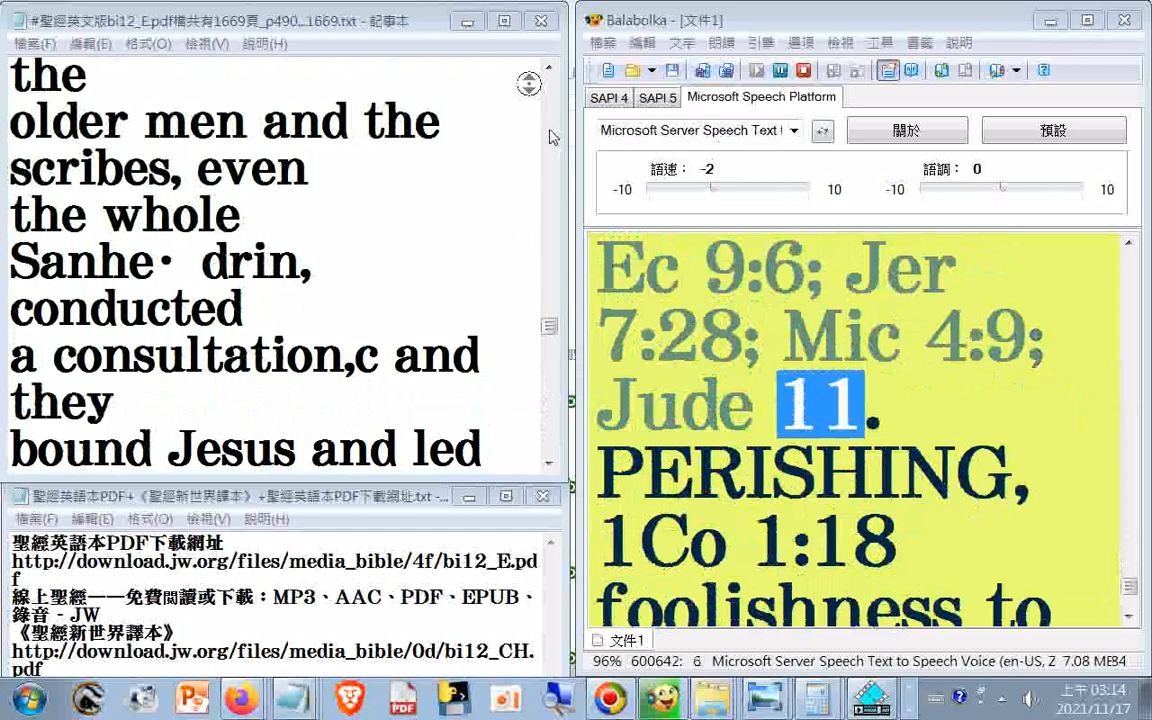 #聖經英文版bi12_E.pdf檔共有1669頁_p490..1669.txt - 記事本
檔案(F) 編輯(E) 格式(O) 檢視(V) 說明(H)
the
older men and the
scribes, even
the whole
Sanhe· drin,
conducted
a consultation,c and
they
bound Jesus and led
聖經英語本PDF+《聖經新世界譯本》+聖經英語本PDF下載網址.txt -...
檔案(F) 編輯(E) 格式(O) 檢視(V) 說明(H)
聖經英語本PDF下載網址
http://download.jw.org/files/media_bible/4f/bi12_E.pd
f
線上聖經──免費閱讀或下載：MP3、AAC、PDF、EPUB、
錄音 - JW
《聖經新世界譯本》
http://download.jw.org/files/media_bible/0d/bi12_CH.
pdf
Balabolka - [文件1]
檔案 編輯 文字 朗讀 引擎 選項 檢視 工具 書籤 說明
SAPI 4 SAPI 5 Microsoft Speech Platform
Microsoft Server Speech Text 關於 預設
語速： -2 語調： 0
-10 10 -10 10
Ec 9:6; Jer
7:28; Mic 4:9;
Jude 11.
PERISHING,
1Co 1:18
foolishness to
文件1
96% 600642: 6 Microsoft Server Speech Text to Speech Voice (en-US, Z 7.08 MB
上午 03:14
2021/11/17